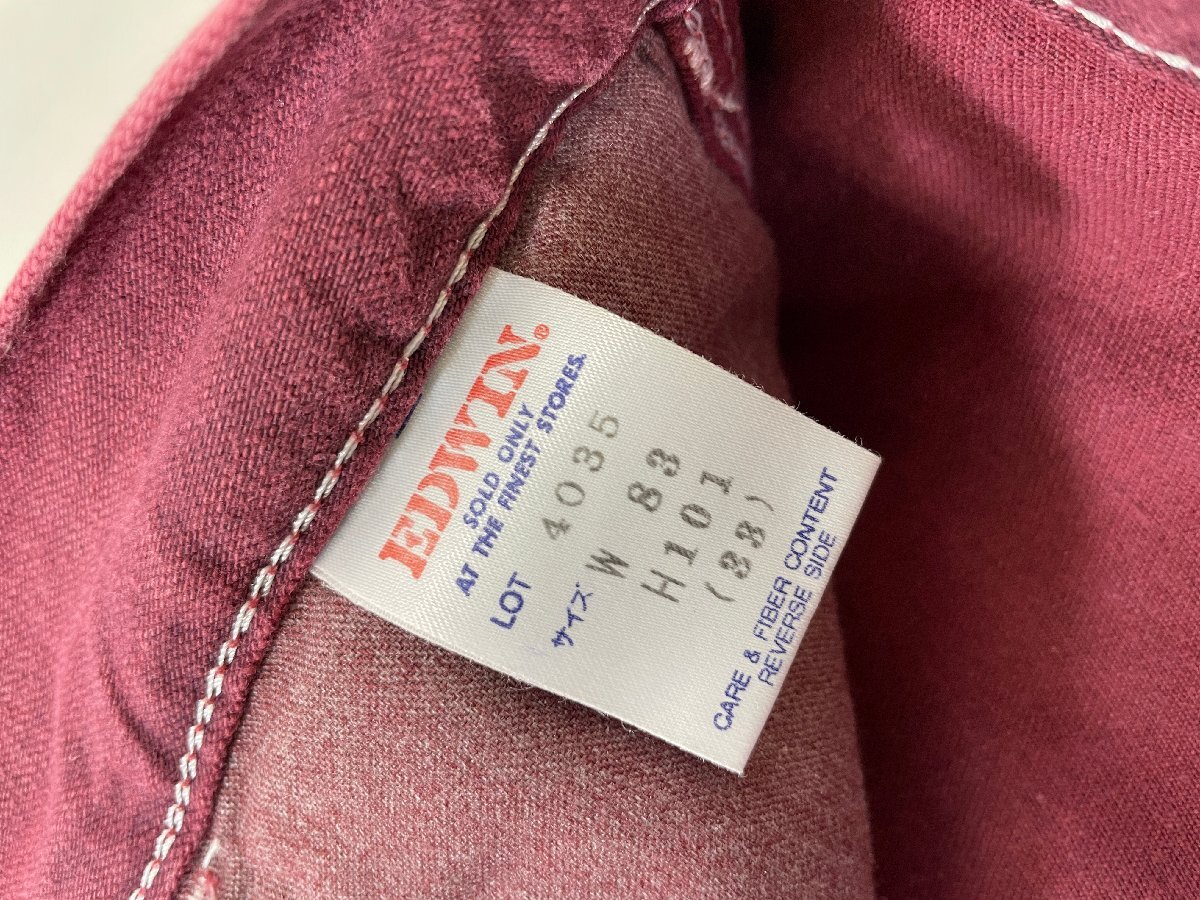 EDWIN®
SOLD ONLY
AT THE FINEST STORES.
LOT 4035
サイズ W 83
H101
(33)
CARE & FIBER CONTENT
REVERSE SIDE